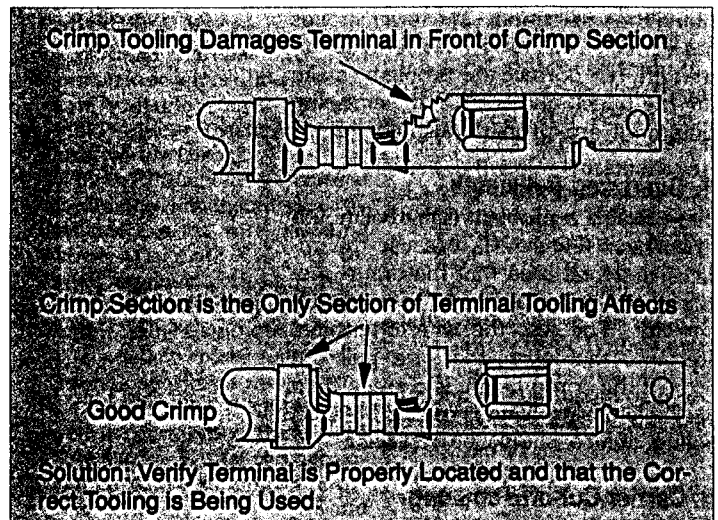 Crimp Tooling Damages Terminal in Front of Crimp Section
Crimp Section is the Only Section of Terminal Tooling Affects
Good Crimp
Solution: Verify Terminal is Properly Located and that the Cor-
rect Tooling is Being Used.